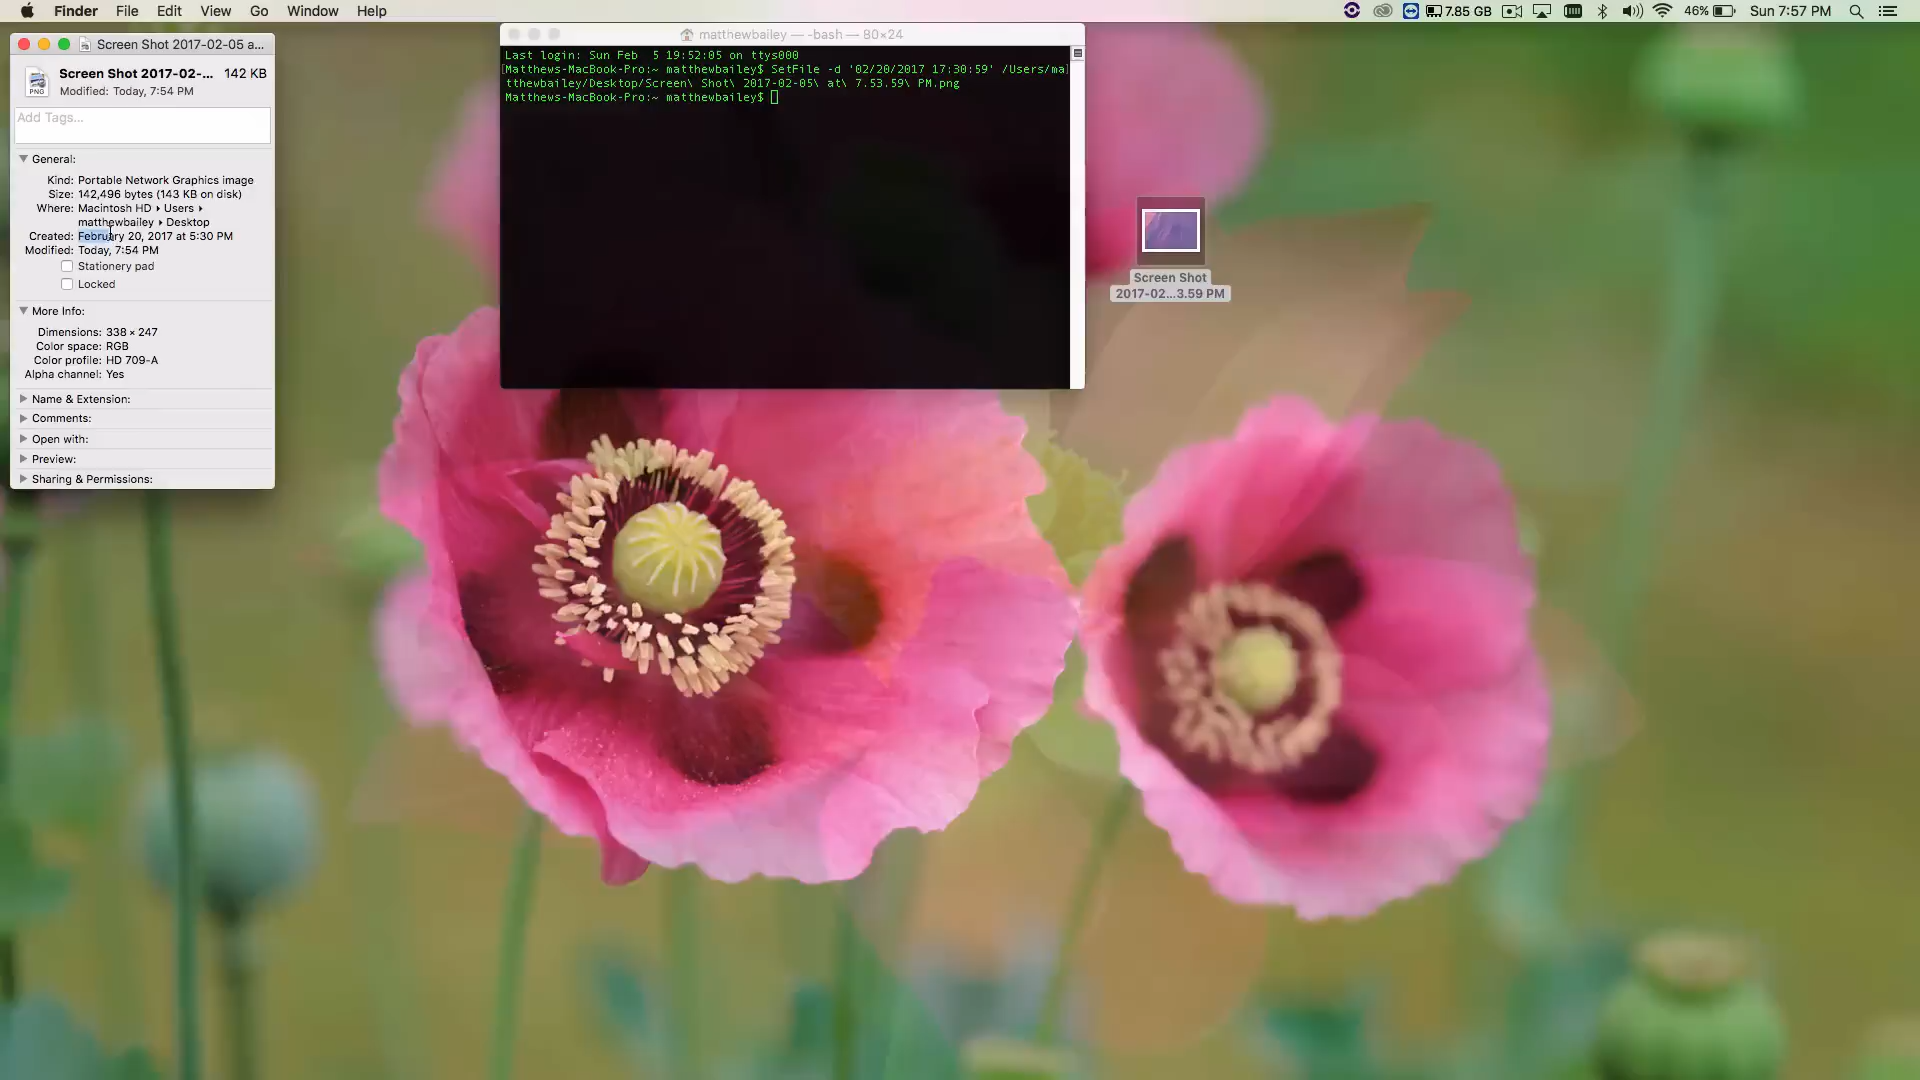 Finder File Edit View Go Window Help 7.85 GB 46% Sun 7:57 PM
Screen Shot 2017-02-05 a...
Screen Shot 2017-02-... 142 KB
Modified: Today, 7:54 PM
Add Tags...
General:
Kind: Portable Network Graphics image
Size: 142,496 bytes (143 KB on disk)
Where: Macintosh HD ▸ Users ▸
matthewbailey ▸ Desktop
Created: February 20, 2017 at 5:30 PM
Modified: Today, 7:54 PM
Stationery pad
Locked
More Info:
Dimensions: 338 × 247
Color space: RGB
Color profile: HD 709-A
Alpha channel: Yes
Name & Extension:
Comments:
Open with:
Preview:
Sharing & Permissions:
PNG
matthewbailey — -bash — 80×24
Last login: Sun Feb  5 19:52:05 on ttys000
[Matthews-MacBook-Pro:~ matthewbailey$ SetFile -d '02/20/2017 17:30:59' /Users/ma]
tthewbailey/Desktop/Screen\ Shot\ 2017-02-05\ at\ 7.53.59\ PM.png
Matthews-MacBook-Pro:~ matthewbailey$
Screen Shot
2017-02...3.59 PM